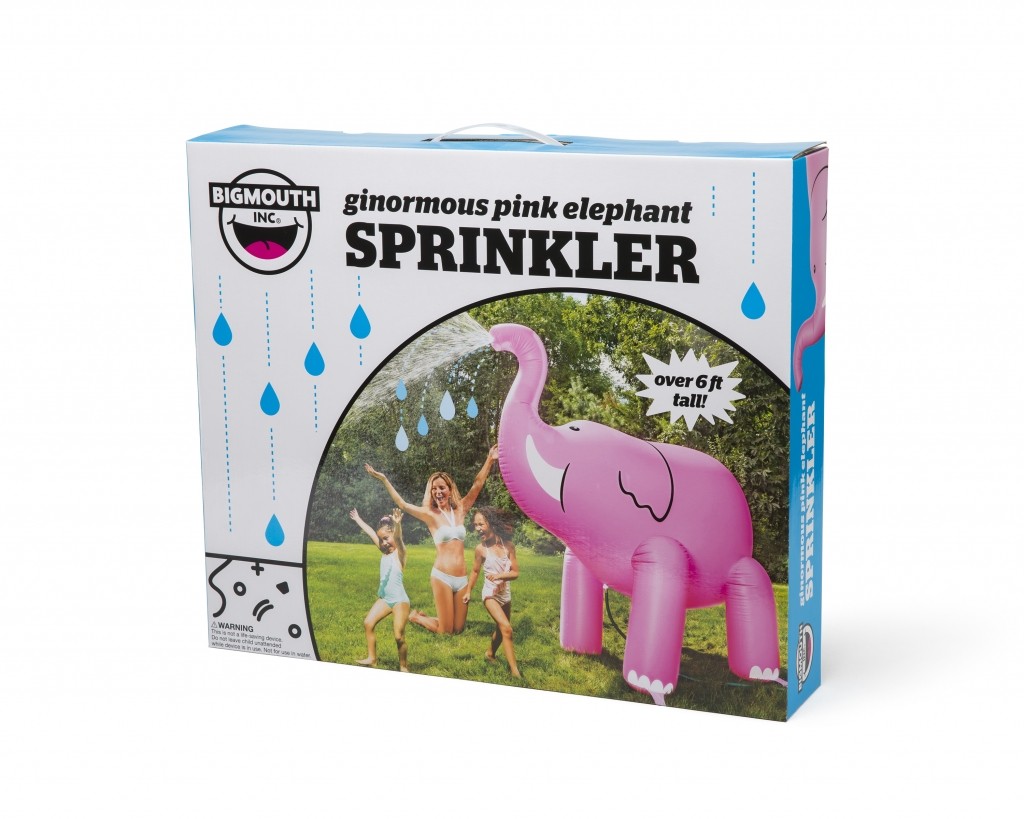 BIGMOUTH
INC®
ginormous pink elephant
SPRINKLER
over 6 ft
tall!
⚠WARNING
This is not a life-saving device.
Do not leave child unattended
while device is in use. Not for use in water.
ginormous pink elephant
SPRINKLER
BIGMOUTH